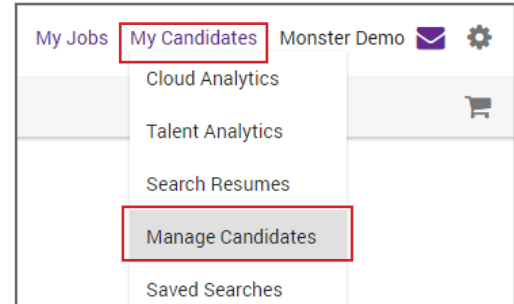 My Jobs My Candidates Monster Demo
Cloud Analytics
Talent Analytics
Search Resumes
Manage Candidates
Saved Searches